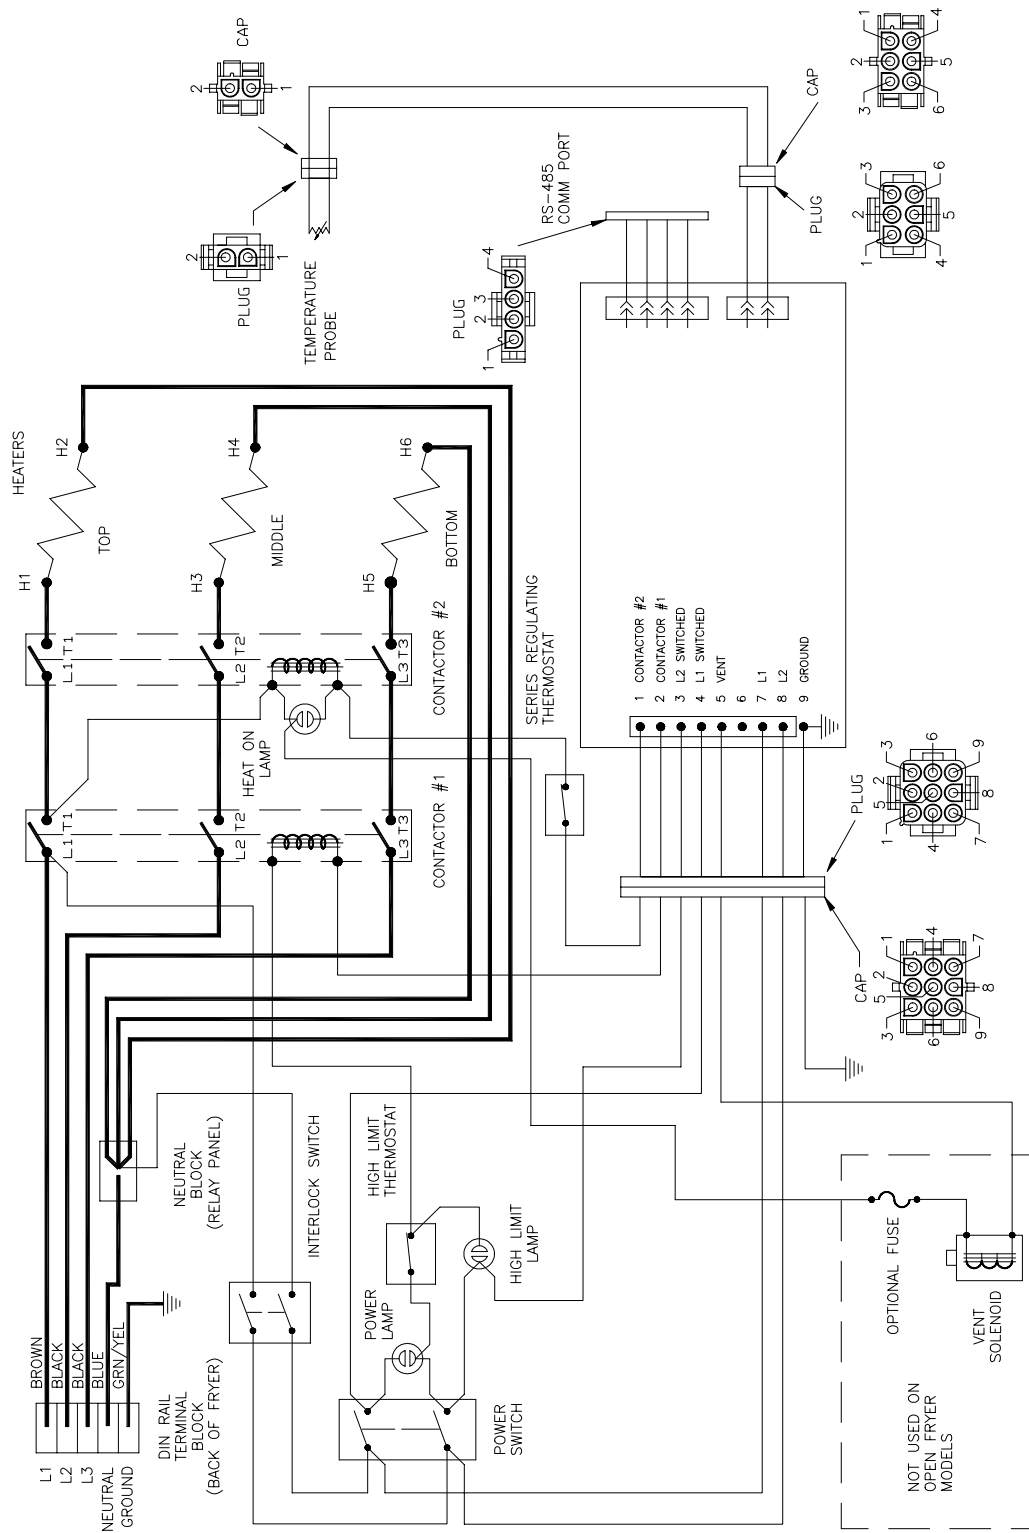 L1
L2
L3
NEUTRAL
GROUND
BROWN
BLACK
BLACK
BLUE
GRN/YEL
DIN RAIL
TERMINAL
BLOCK
(BACK OF FRYER)
NEUTRAL
BLOCK
(RELAY PANEL)
INTERLOCK SWITCH
POWER
LAMP
HIGH LIMIT
THERMOSTAT
HIGH LIMIT
LAMP
POWER
SWITCH
L1 T1
L2 T2
L3 T3
CONTACTOR #1
HEAT ON
LAMP
L1 T1
L2 T2
L3 T3
CONTACTOR #2
HEATERS
H1
H2
TOP
H3
H4
MIDDLE
H5
H6
BOTTOM
SERIES REGULATING
THERMOSTAT
TEMPERATURE
PROBE
PLUG
2
1
CAP
2
1
PLUG
1
2
3
4
RS-485
COMM PORT
PLUG
CAP
1
2
3
4
5
6
3
2
1
4
5
6
1 CONTACTOR #2
2 CONTACTOR #1
3 L2 SWITCHED
4 L1 SWITCHED
5 VENT
6
7 L1
8 L2
9 GROUND
CAP
PLUG
3
5
2
1
6
4
9
8
7
1
5
2
3
4
6
7
8
9
OPTIONAL FUSE
VENT
SOLENOID
NOT USED ON
OPEN FRYER
MODELS